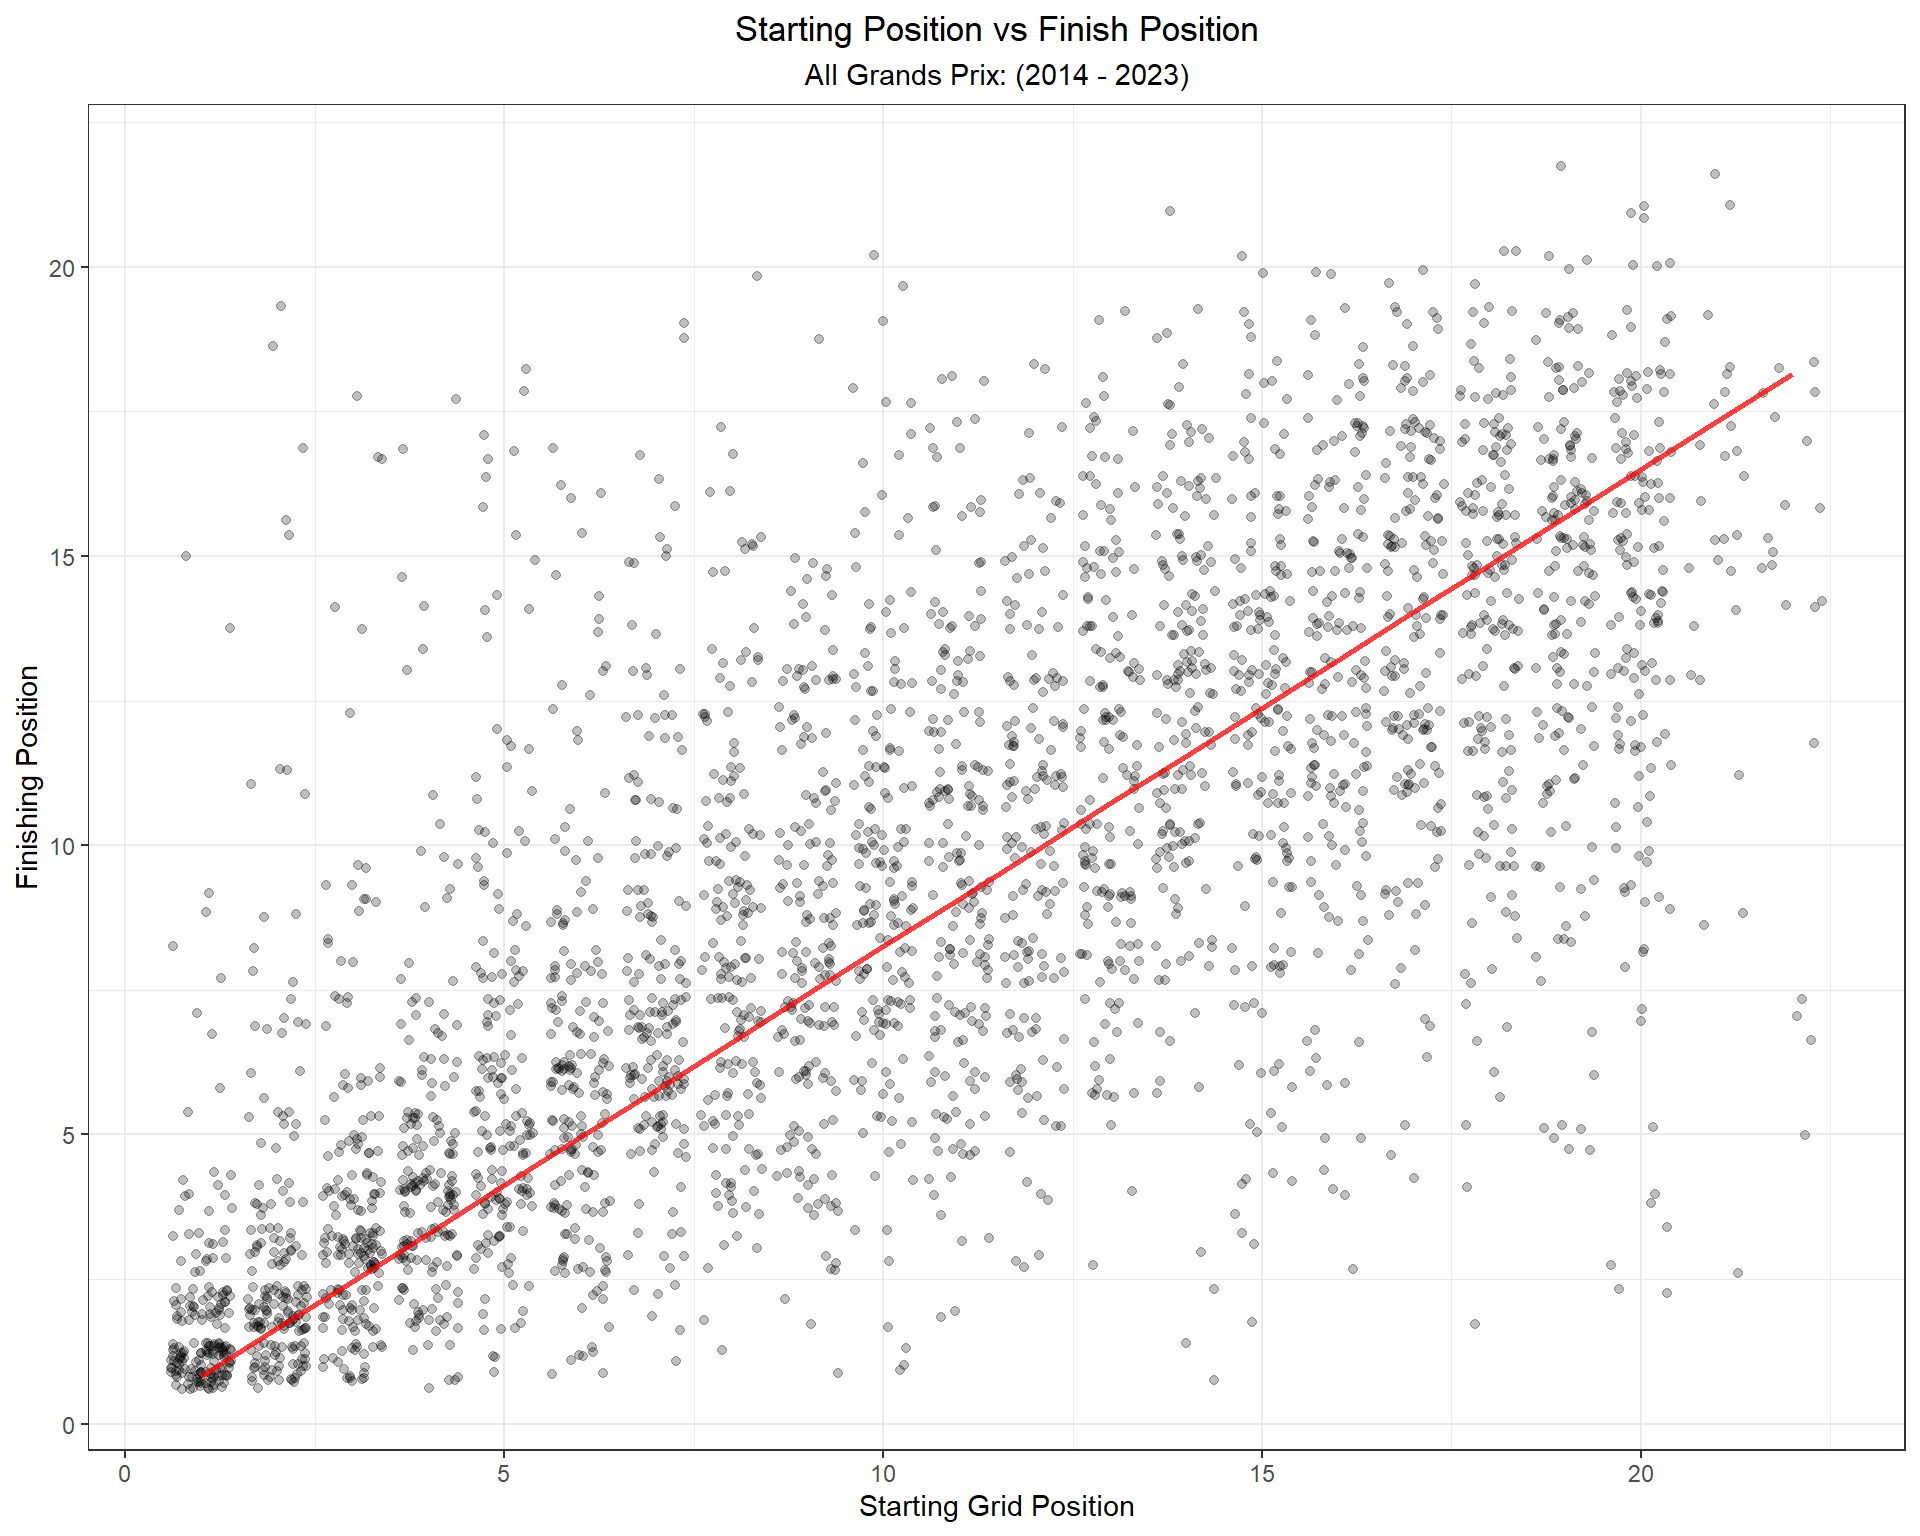 Starting Position vs Finish Position
All Grands Prix: (2014 - 2023)
20
15
10
5
0
Finishing Position
0 5 10 15 20
Starting Grid Position